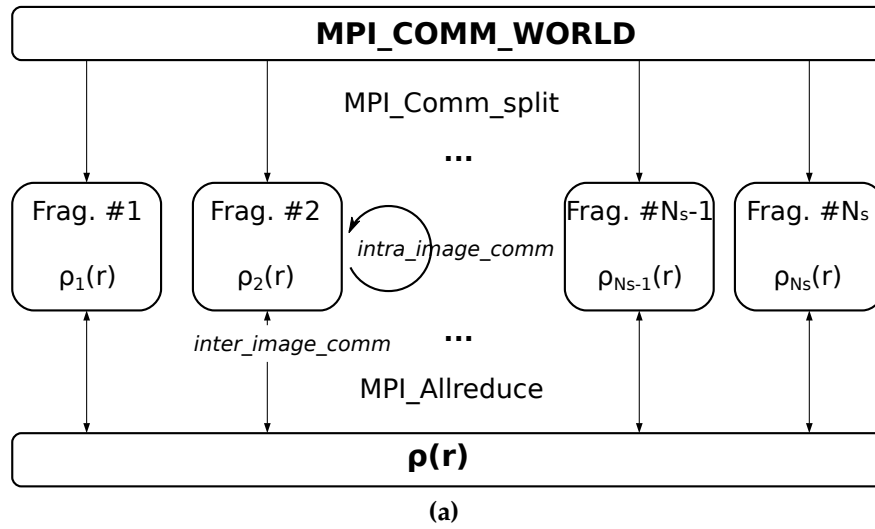 MPI_COMM_WORLD
MPI_Comm_split
...
Frag. #1 Frag. #2 Frag. #Nₛ-1 Frag. #Nₛ
intra_image_comm
ρ₁(r) ρ₂(r) ρNs-1(r) ρNs(r)
inter_image_comm ...
MPI_Allreduce
ρ(r)
(a)